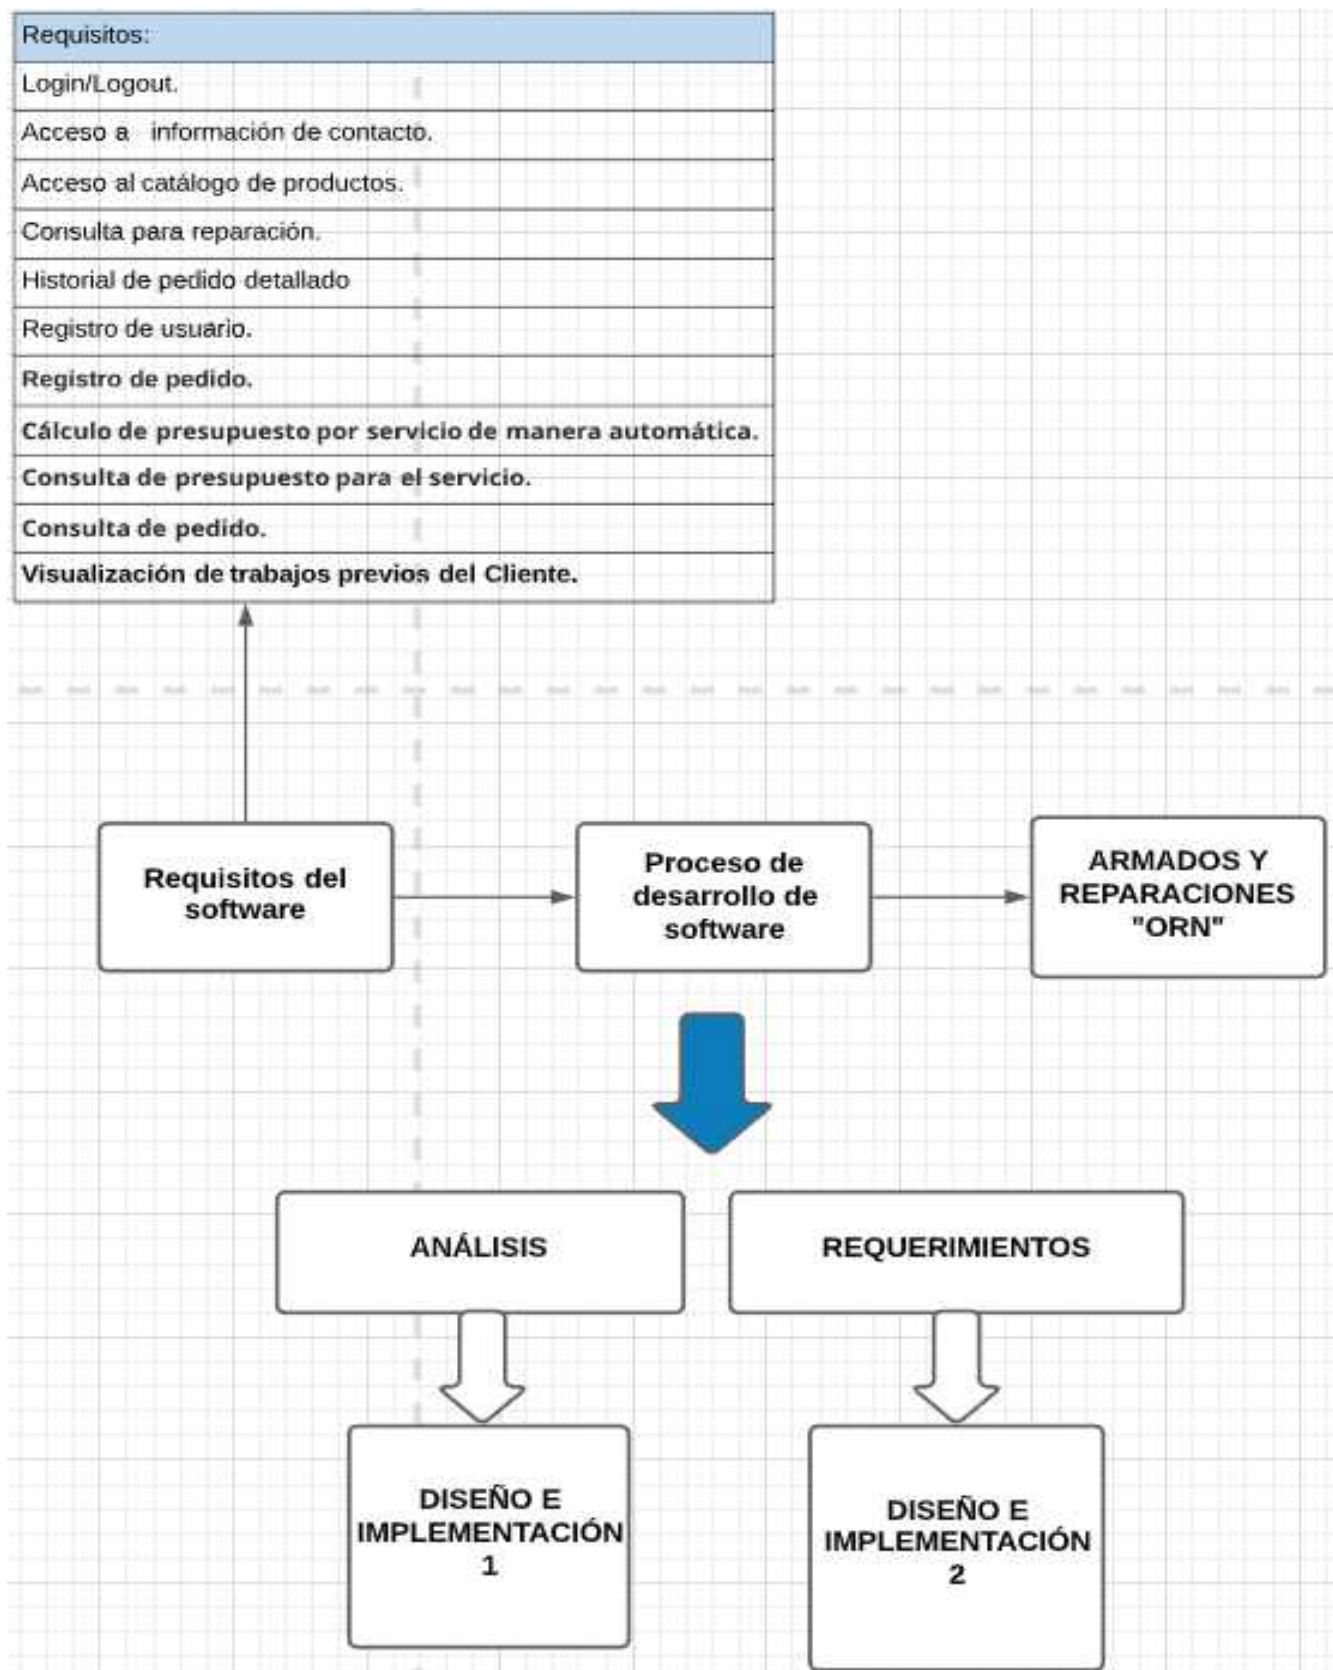 Requisitos:
Login/Logout.
Acceso a información de contacto.
Acceso al catálogo de productos.
Consulta para reparación.
Historial de pedido detallado
Registro de usuario.
Registro de pedido.
Cálculo de presupuesto por servicio de manera automática.
Consulta de presupuesto para el servicio.
Consulta de pedido.
Visualización de trabajos previos del Cliente.
Requisitos del
software
Proceso de
desarrollo de
software
ARMADOS Y
REPARACIONES
"ORN"
ANÁLISIS
REQUERIMIENTOS
DISEÑO E
IMPLEMENTACIÓN
1
DISEÑO E
IMPLEMENTACIÓN
2